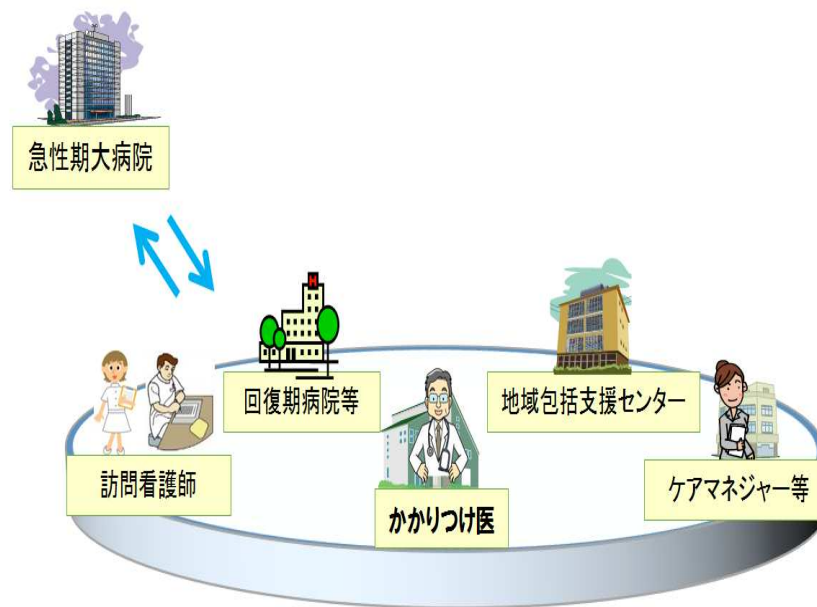 急性期大病院
H
回復期病院等
地域包括支援センター
訪問看護師
かかりつけ医
ケアマネジャー等